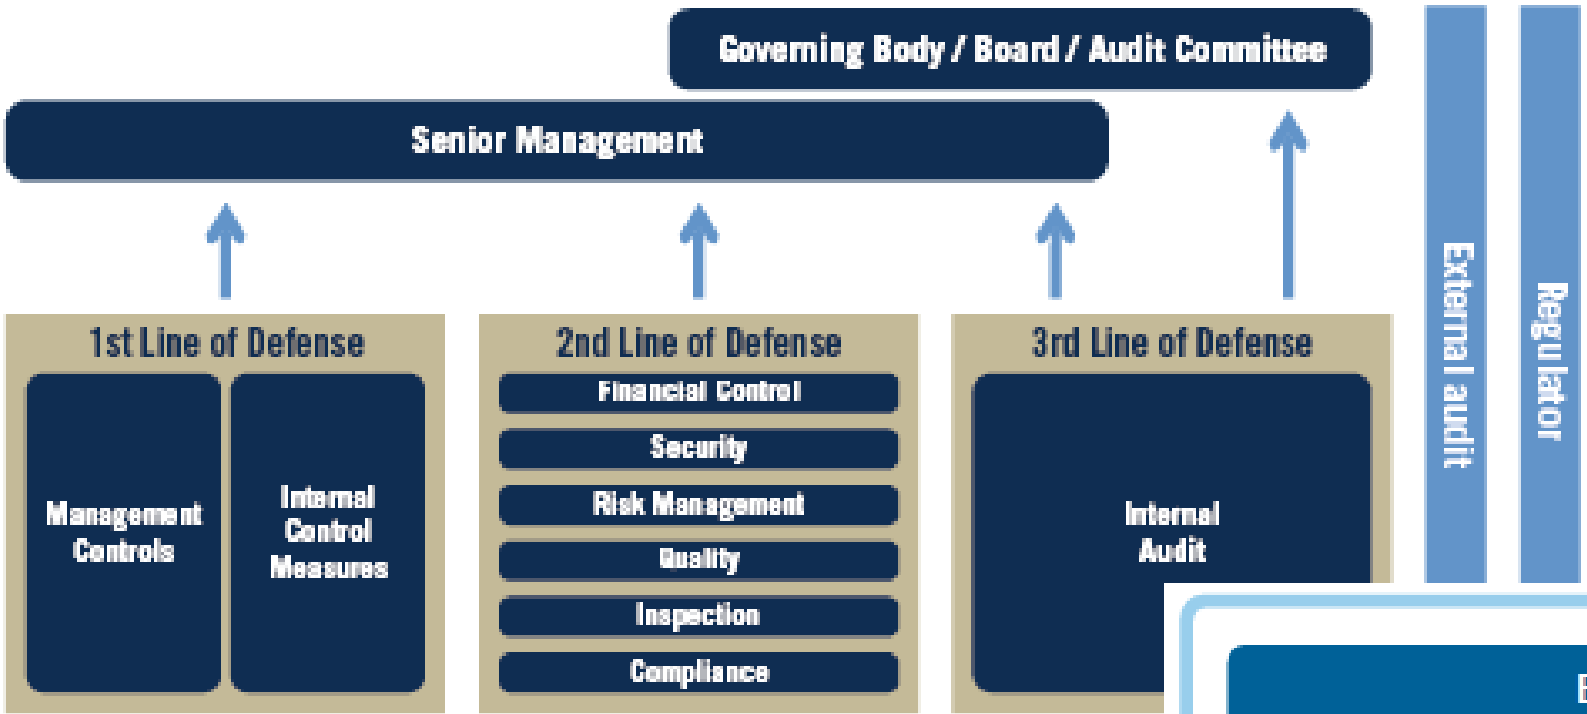 Governing Body / Board / Audit Committee
Senior Management
1st Line of Defense
Management
Controls
Internal
Control
Measures
2nd Line of Defense
Financial Control
Security
Risk Management
Quality
Inspection
Compliance
3rd Line of Defense
Internal
Audit
External audit
Regulator